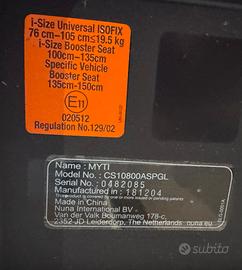 i-Size Universal ISOFIX
76 cm-105 cm≤19.5 kg
i-Size Booster Seat
100cm-135cm
Specific Vehicle
Booster Seat
135cm-150cm
E11
020512
Regulation No.129/02
Name : MYTI
Model No. : CS10800ASPGL
Serial No. : 0482085
Manufactured in : 181204
Made in China
Nuna International BV -
Van der Valk Boumanweg 178-c,
2352 JD Leiderdorp, The Netherlands nuna.eu
subito